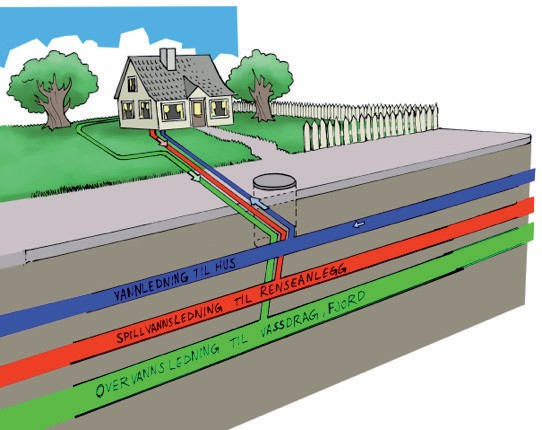 VANNLEDNING TIL HUS
SPILLVANNSLEDNING TIL RENSEANLEGG
OVERVANNSLEDNING TIL VASSDRAG, FJORD